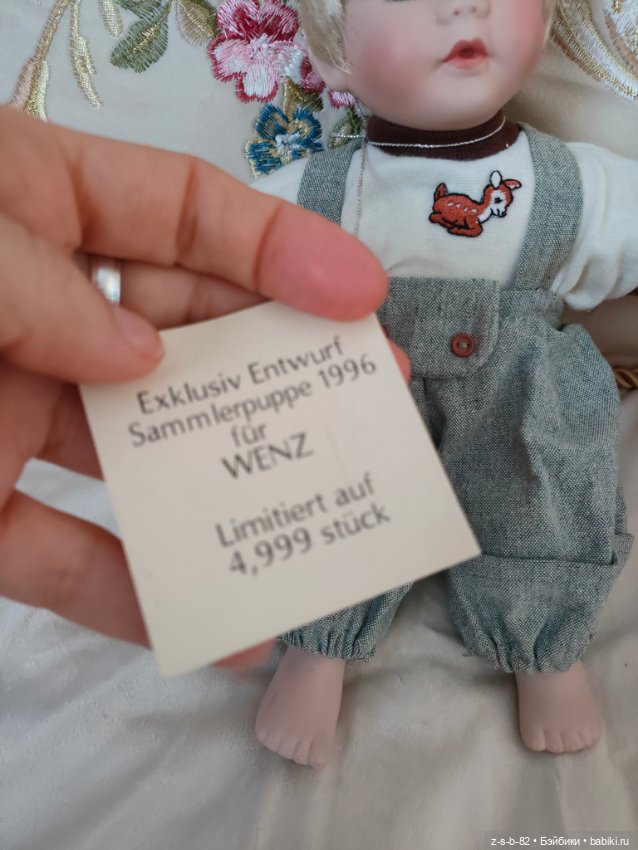 Exklusiv Entwurf
Sammlerpuppe 1996
für
WENZ
Limitiert auf
4,999 stück
z-s-b-82 • Бэйбики • babiki.ru